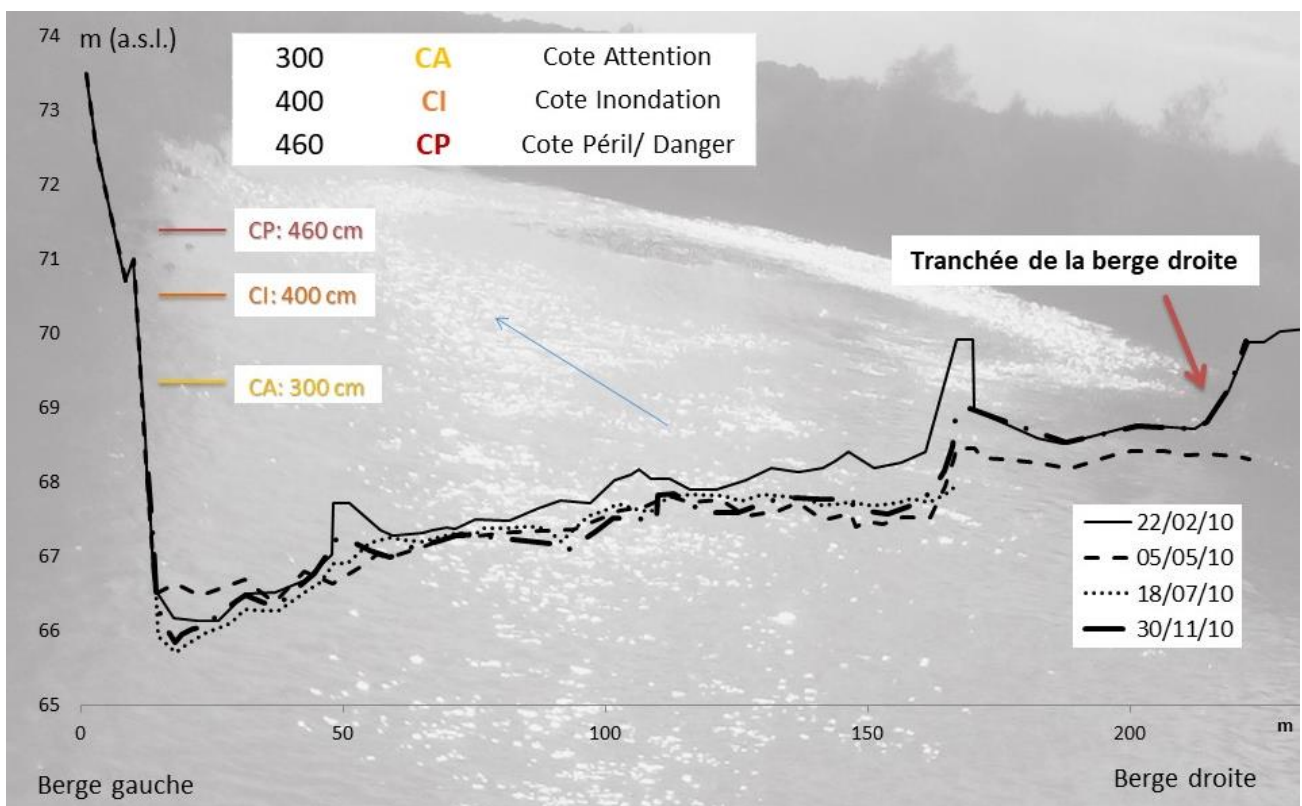 74
m (a.s.l.)
300 CA Cote Attention
400 CI Cote Inondation
460 CP Cote Péril/ Danger
73
72
CP: 460 cm
71
Tranchée de la berge droite
CI: 400 cm
70
CA: 300 cm
69
68
22/02/10
67
05/05/10
18/07/10
66
30/11/10
65
0 50 100 150 200 m
Berge gauche
Berge droite